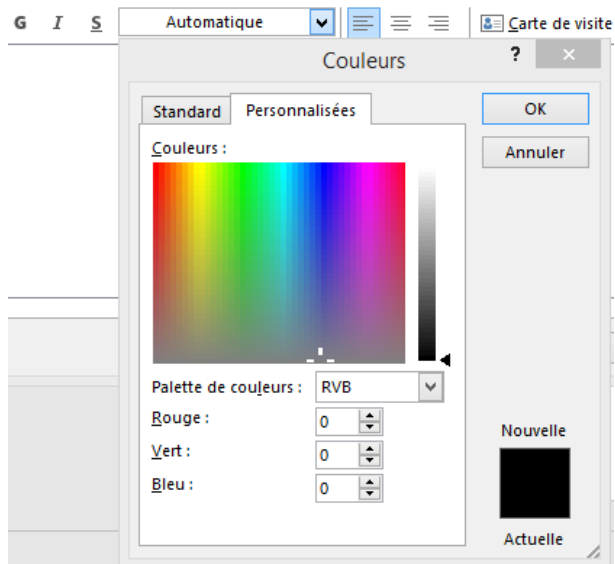 G I S Automatique Carte de visite
Couleurs ?
Standard Personnalisées OK
Couleurs : Annuler
Palette de couleurs : RVB
Rouge : 0
Vert : 0
Bleu : 0
Nouvelle
Actuelle